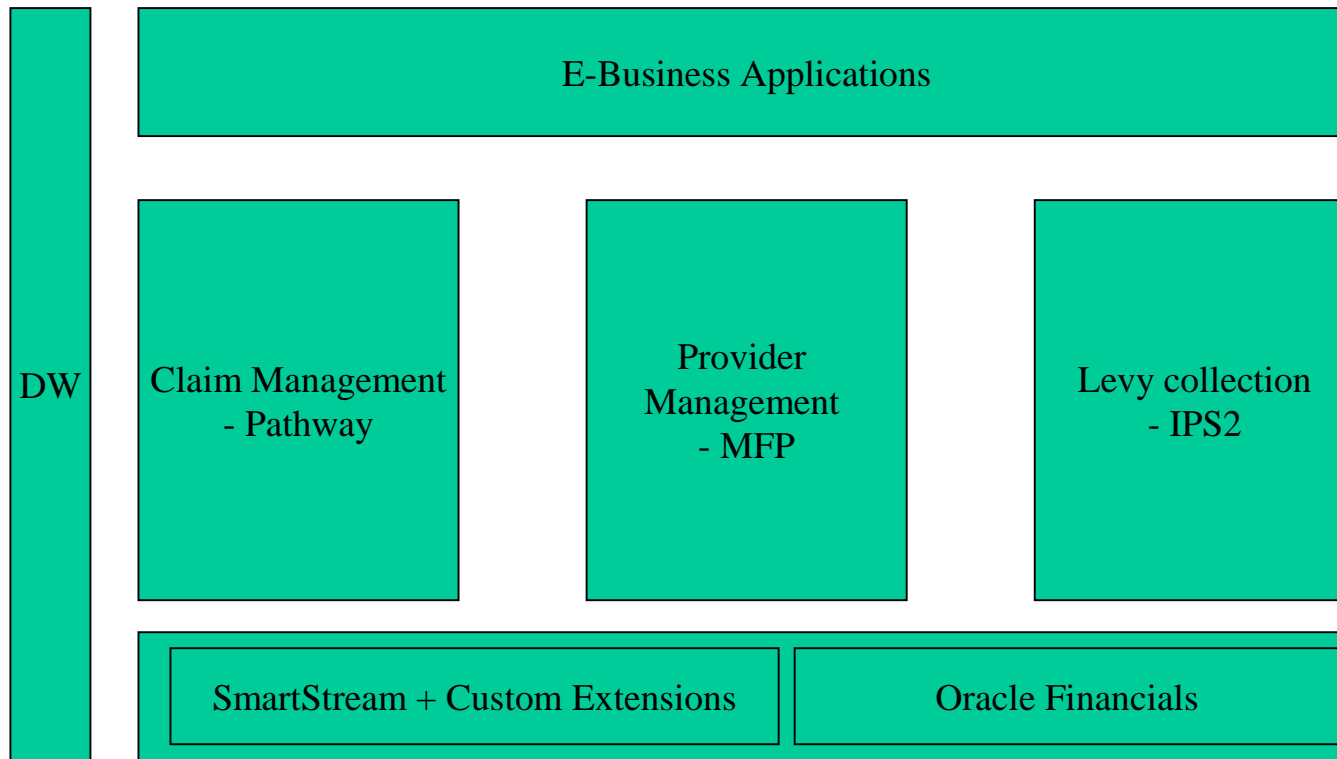 E-Business Applications
DW
Claim Management
- Pathway
Provider
Management
- MFP
Levy collection
- IPS2
SmartStream + Custom Extensions
Oracle Financials